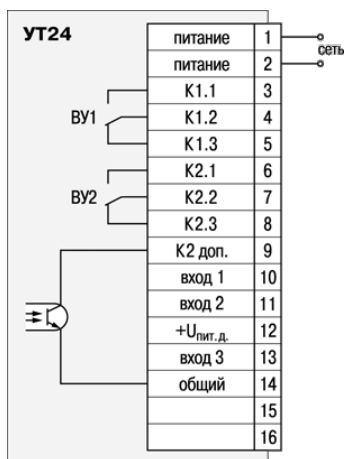 УТ24
питание 1
сеть
питание 2
К1.1 3
ВУ1 К1.2 4
К1.3 5
К2.1 6
ВУ2 К2.2 7
К2.3 8
К2 доп. 9
вход 1 10
вход 2 11
+Uпит.д. 12
вход 3 13
общий 14
15
16